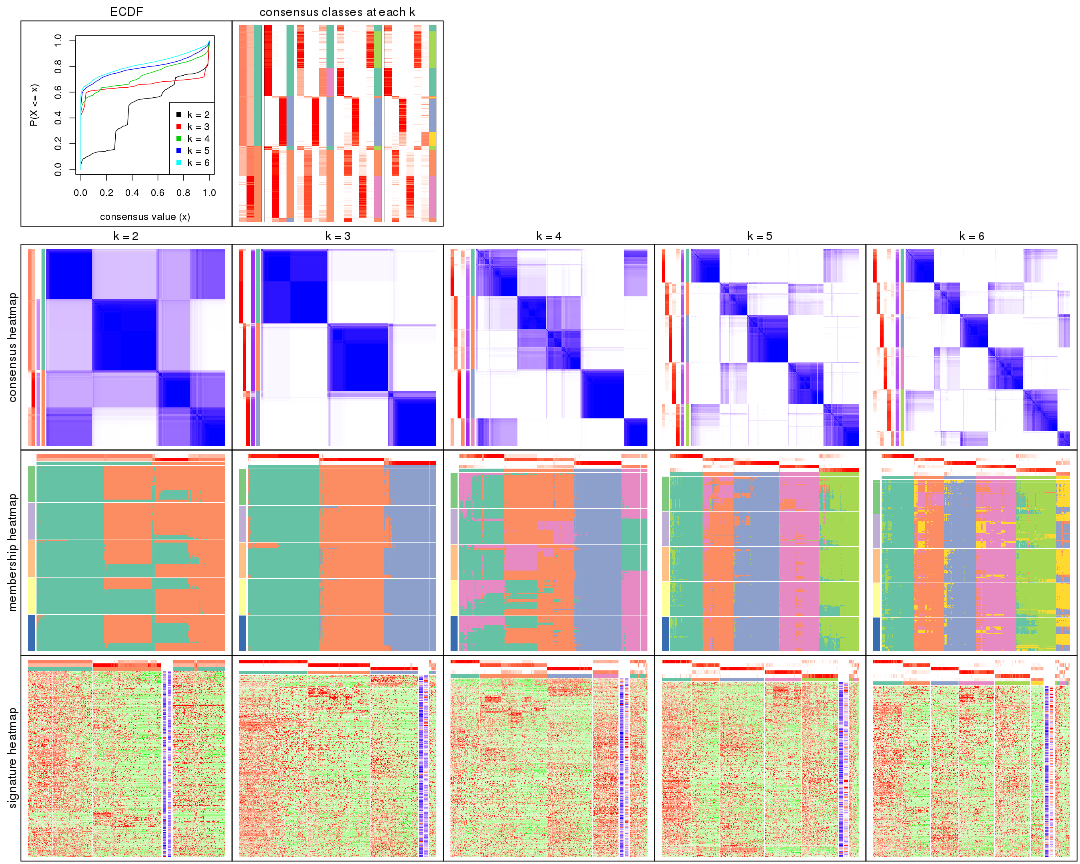 ECDF
consensus classes at each k
P(X <= x)
1.0
0.8
0.6
0.4
0.2
0.0
k = 2
k = 3
k = 4
k = 5
k = 6
0.0 0.2 0.4 0.6 0.8 1.0
consensus value (x)
k = 2
k = 3
k = 4
k = 5
k = 6
consensus heatmap
membership heatmap
signature heatmap